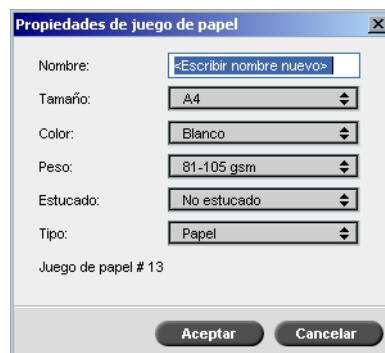 Propiedades de juego de papel
Nombre: <Escribir nombre nuevo>
Tamaño: A4
Color: Blanco
Peso: 81-105 gsm
Estucado: No estucado
Tipo: Papel
Juego de papel # 13
Aceptar Cancelar